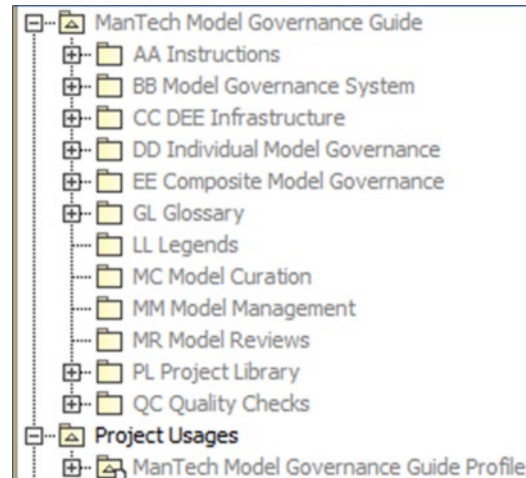 ManTech Model Governance Guide
AA Instructions
BB Model Governance System
CC DEE Infrastructure
DD Individual Model Governance
EE Composite Model Governance
GL Glossary
LL Legends
MC Model Curation
MM Model Management
MR Model Reviews
PL Project Library
QC Quality Checks
Project Usages
ManTech Model Governance Guide Profile